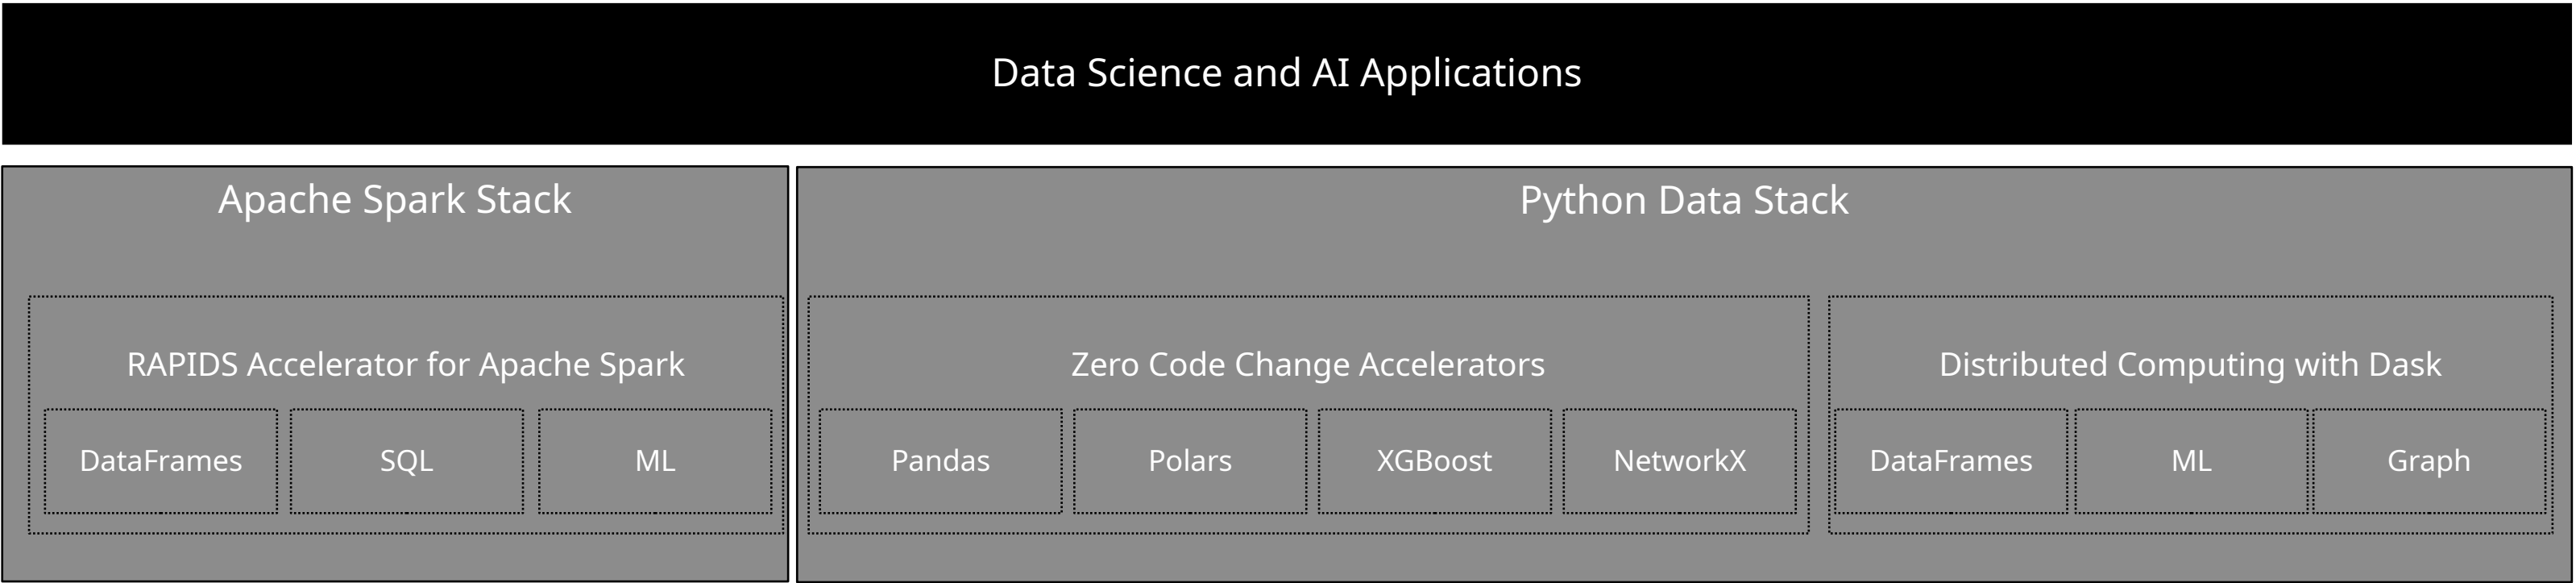 Data Science and AI Applications
Apache Spark Stack
RAPIDS Accelerator for Apache Spark
DataFrames
SQL
ML
Python Data Stack
Zero Code Change Accelerators
Pandas
Polars
XGBoost
NetworkX
Distributed Computing with Dask
DataFrames
ML
Graph